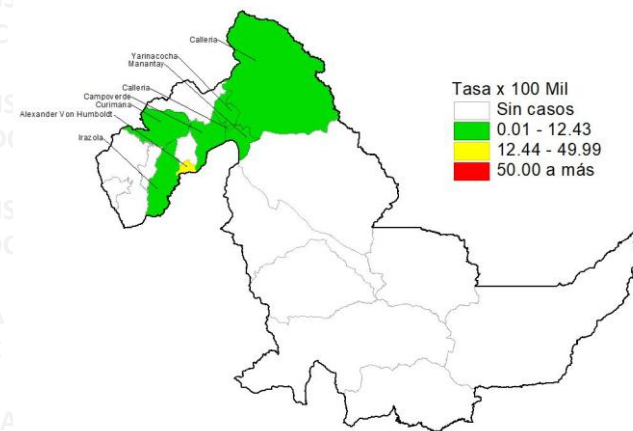 Calleria
Yarinacocha
Manantay
Calleria
Campoverde
Curimana
Alexander Von Humboldt
Irazola
Tasa x 100 Mil
Sin casos
0.01 - 12.43
12.44 - 49.99
50.00 a más